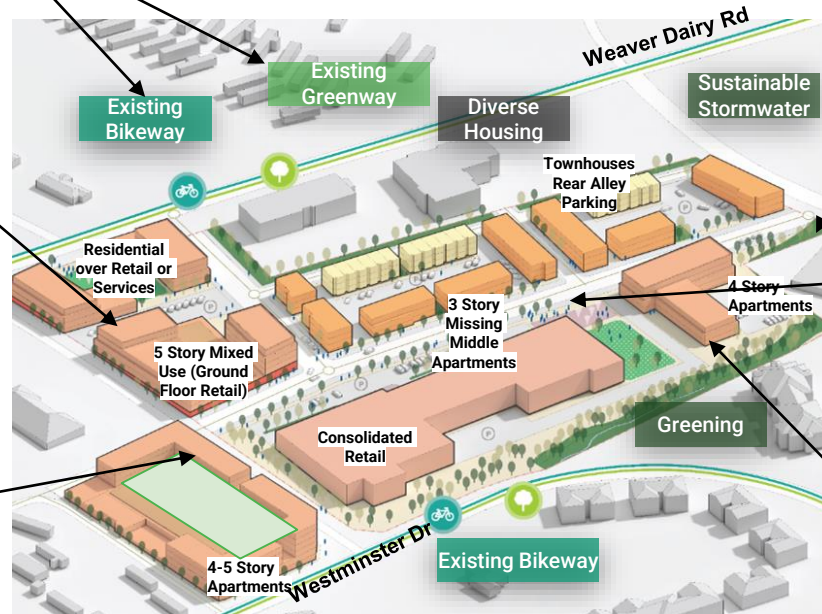 Weaver Dairy Rd
Existing
Greenway
Existing
Bikeway
Diverse
Housing
Sustainable
Stormwater
Townhouses
Rear Alley
Parking
P
Residential
over Retail or
Services
4 Story
Apartments
3 Story
Missing
Middle
Apartments
5 Story Mixed
Use (Ground
Floor Retail)
P
Greening
Consolidated
Retail
P
Existing Bikeway
Westminster Dr
4-5 Story
Apartments